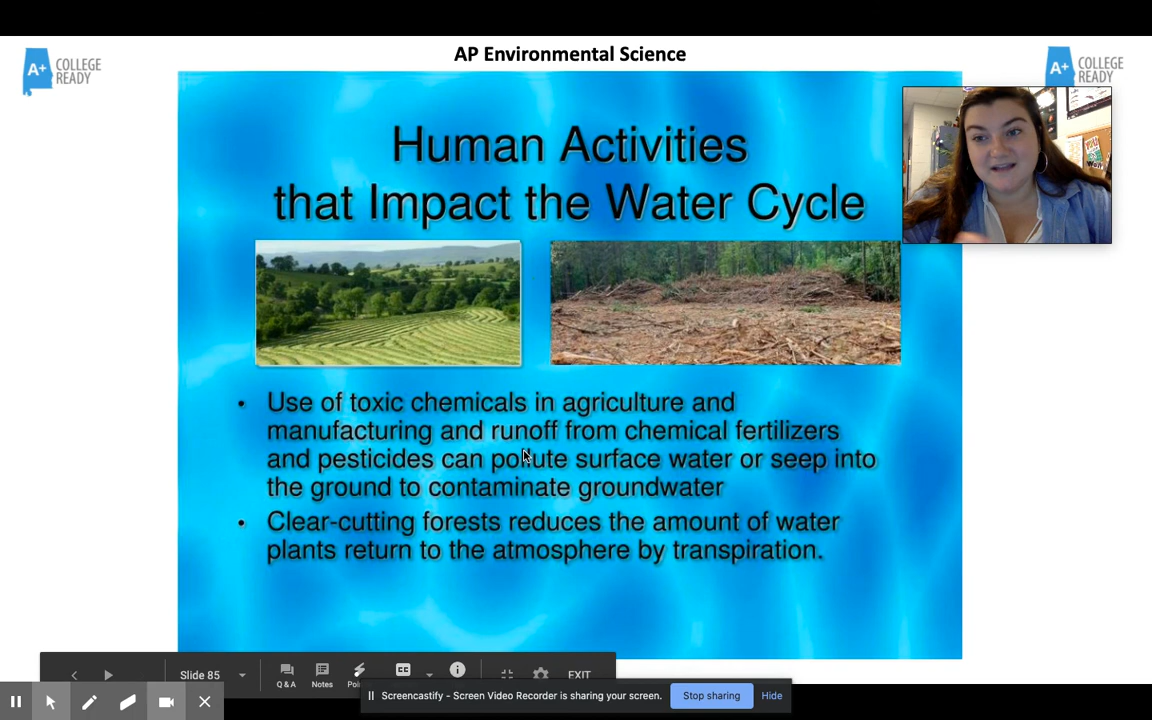 AP Environmental Science
A+ COLLEGE
READY
A+ COLLEGE
READY
Human Activities
that Impact the Water Cycle
• Use of toxic chemicals in agriculture and
manufacturing and runoff from chemical fertilizers
and pesticides can pollute surface water or seep into
the ground to contaminate groundwater
• Clear-cutting forests reduces the amount of water
plants return to the atmosphere by transpiration.
Slide 85
Q & A
Notes
CC
EXIT
Screencastify - Screen Video Recorder is sharing your screen.
Stop sharing
Hide